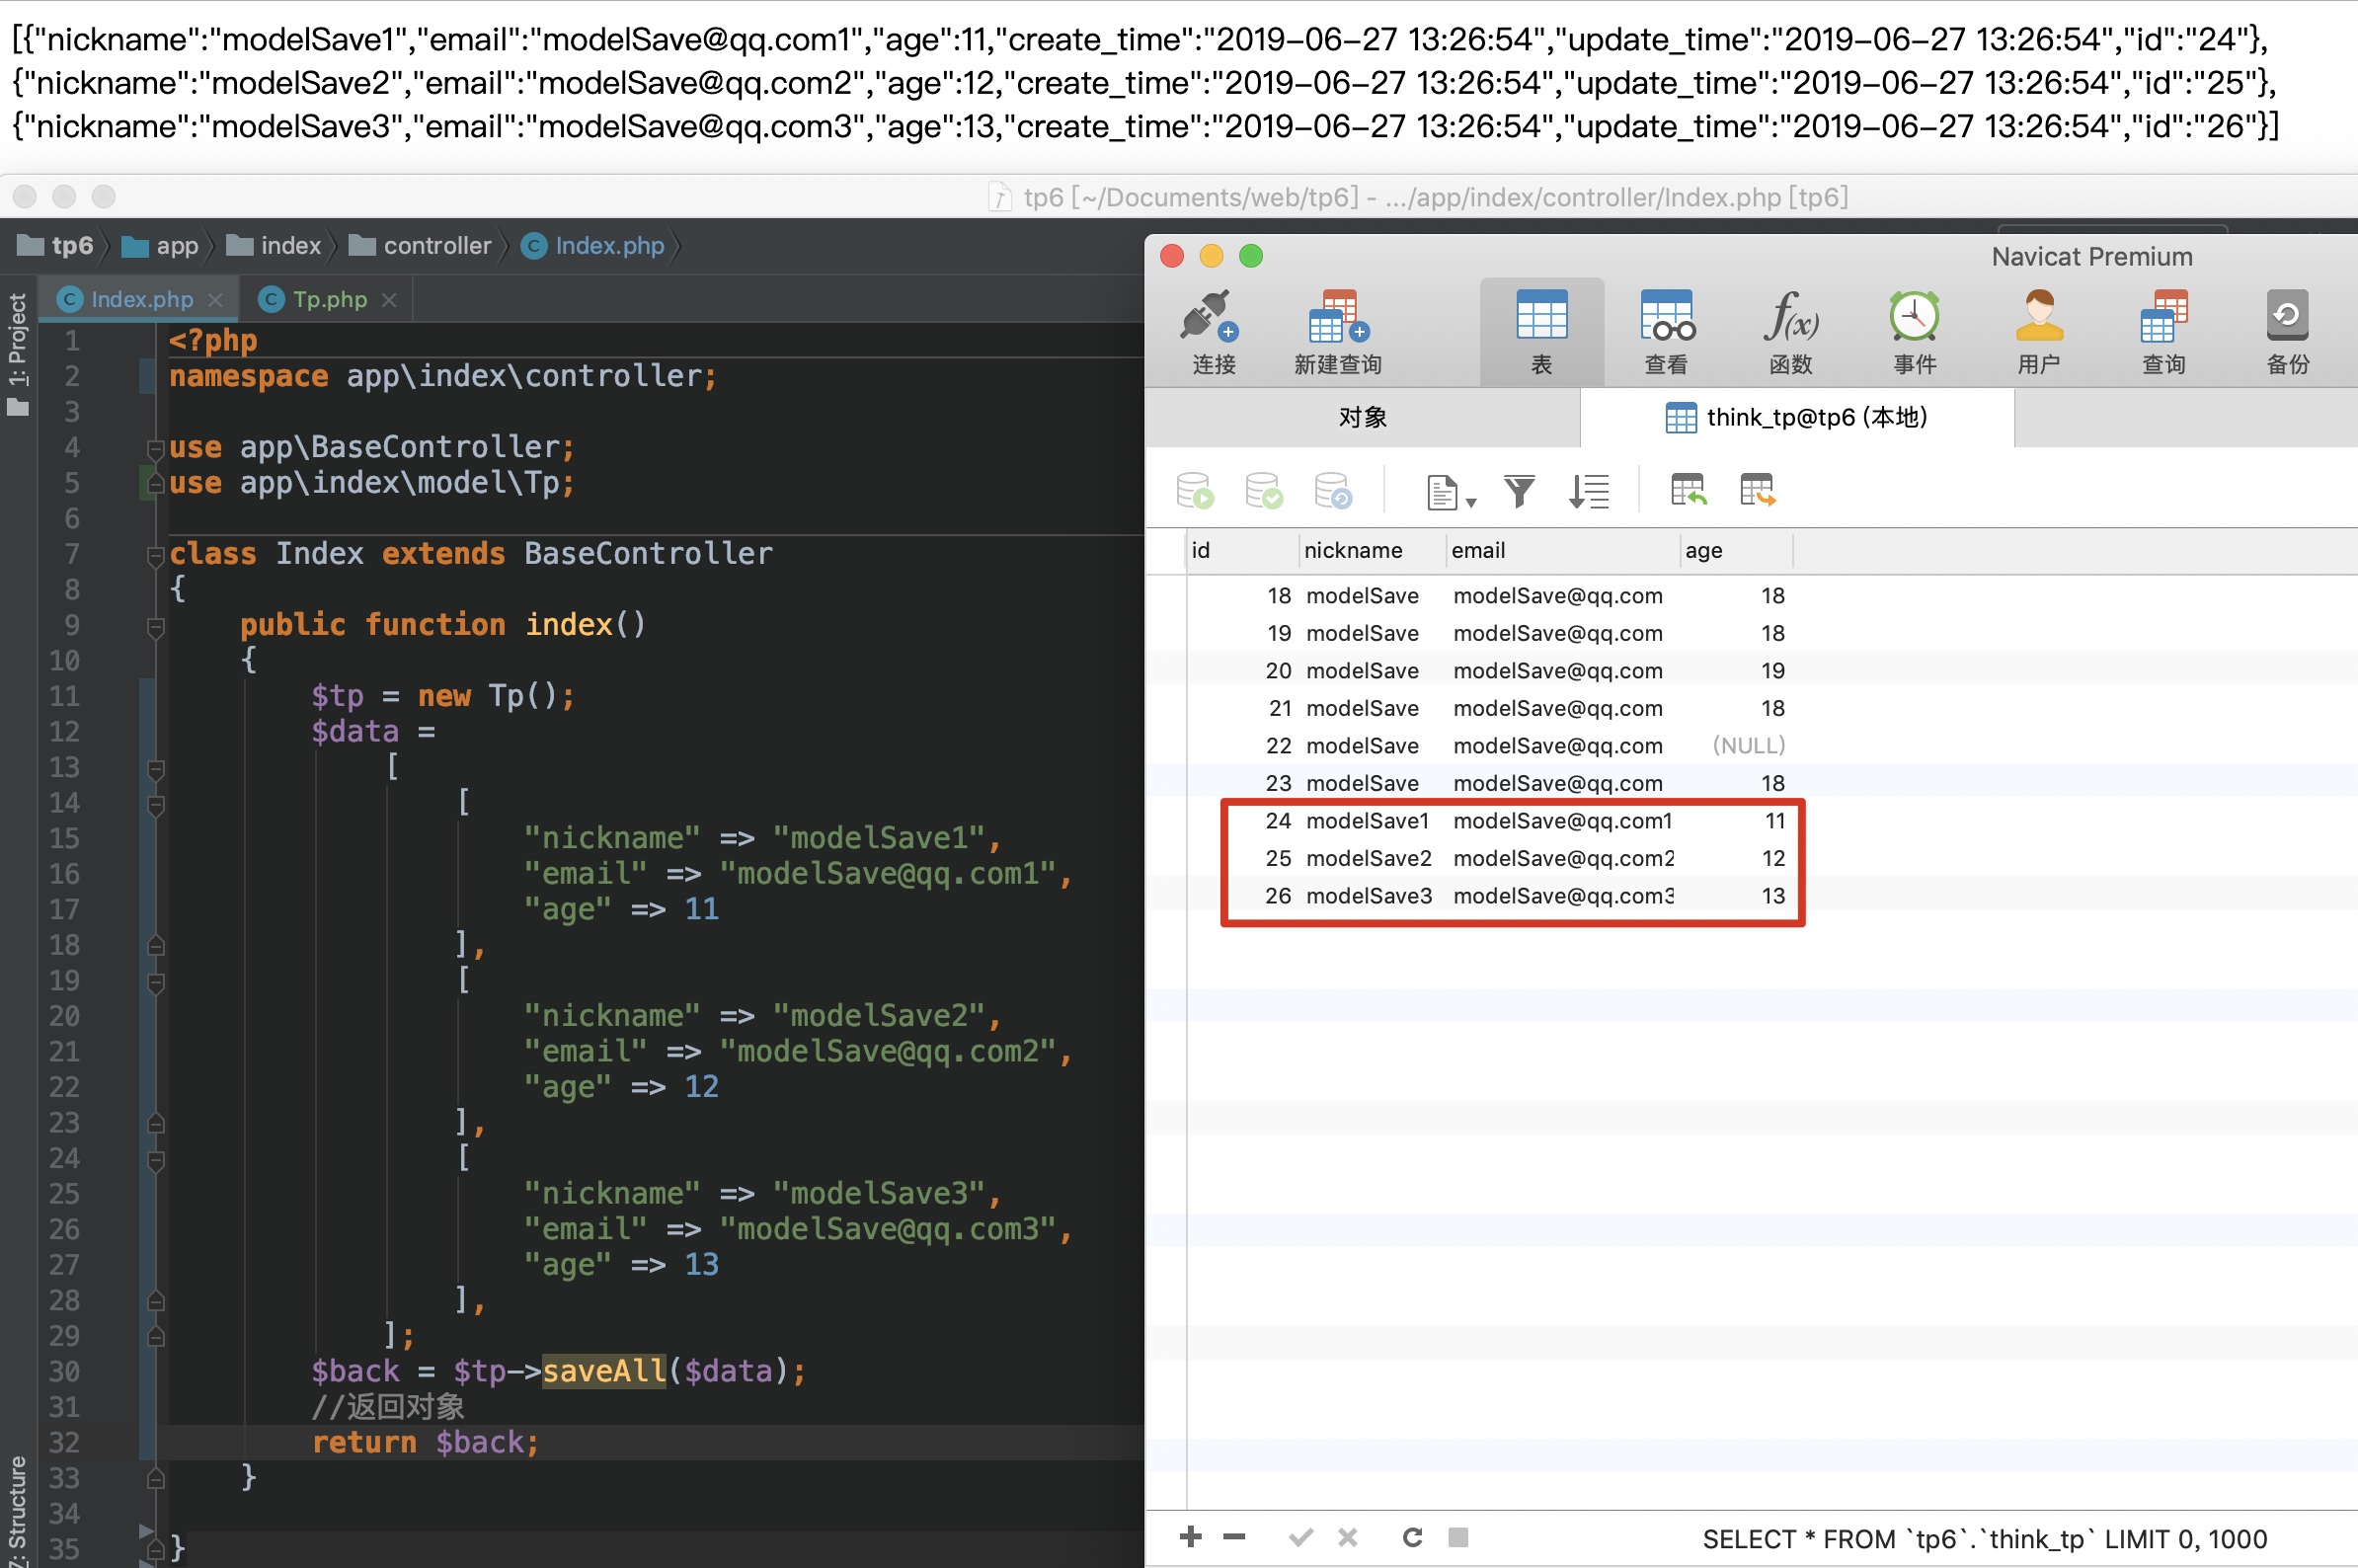 [{"nickname":"modelSave1","email":"modelSave@qq.com1","age":11,"create_time":"2019-06-27 13:26:54","update_time":"2019-06-27 13:26:54","id":"24"},
{"nickname":"modelSave2","email":"modelSave@qq.com2","age":12,"create_time":"2019-06-27 13:26:54","update_time":"2019-06-27 13:26:54","id":"25"},
{"nickname":"modelSave3","email":"modelSave@qq.com3","age":13,"create_time":"2019-06-27 13:26:54","update_time":"2019-06-27 13:26:54","id":"26"}]
tp6 [~/Documents/web/tp6] - .../app/index/controller/Index.php [tp6]
tp6 app index controller Index.php
Index.php Tp.php
1: Project
7: Structure
1 <?php
2 namespace app\index\controller;
3
4 use app\BaseController;
5 use app\index\model\Tp;
6
7 class Index extends BaseController
8 {
9 public function index()
10 {
11 $tp = new Tp();
12 $data =
13 [
14 [
15 "nickname" => "modelSave1",
16 "email" => "modelSave@qq.com1",
17 "age" => 11
18 ],
19 [
20 "nickname" => "modelSave2",
21 "email" => "modelSave@qq.com2",
22 "age" => 12
23 ],
24 [
25 "nickname" => "modelSave3",
26 "email" => "modelSave@qq.com3",
27 "age" => 13
28 ],
29 ];
30 $back = $tp->saveAll($data);
31 //返回对象
32 return $back;
33 }
34
35 }
Navicat Premium
连接 新建查询 表 查看 函数 事件 用户 查询 备份
对象 think_tp@tp6 (本地)
id nickname email age
18 modelSave modelSave@qq.com 18
19 modelSave modelSave@qq.com 18
20 modelSave modelSave@qq.com 19
21 modelSave modelSave@qq.com 18
22 modelSave modelSave@qq.com (NULL)
23 modelSave modelSave@qq.com 18
24 modelSave1 modelSave@qq.com1 11
25 modelSave2 modelSave@qq.com2 12
26 modelSave3 modelSave@qq.com3 13
SELECT * FROM `tp6`.`think_tp` LIMIT 0, 1000